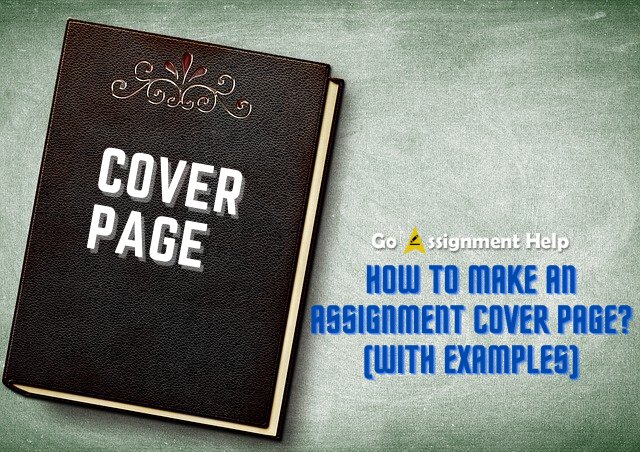 COVER
PAGE
Go Assignment Help
HOW TO MAKE AN
ASSIGNMENT COVER PAGE?
(WITH EXAMPLES)